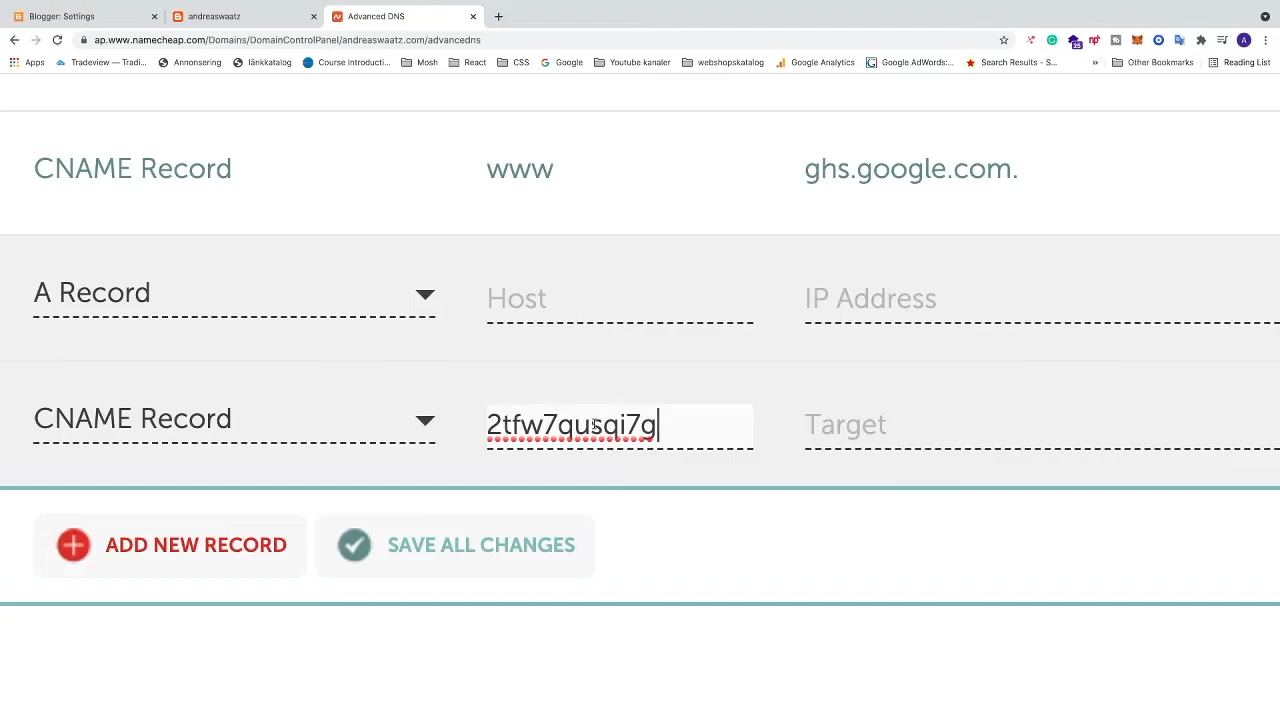 Blogger: Settings
andreaswaatz
Advanced DNS
ap.www.namecheap.com/Domains/DomainControlPanel/andreaswaatz.com/advancedns
25
A
Apps
Tradeview — Tradi...
Annonsering
länkkatalog
Course Introducti...
Mosh
React
CSS
Google
Youtube kanaler
webshopskatalog
Google Analytics
Google AdWords:...
Search Results - S...
»
Other Bookmarks
Reading List
CNAME Record www ghs.google.com.
A Record Host IP Address
CNAME Record 2tfw7qusqi7g Target
ADD NEW RECORD SAVE ALL CHANGES